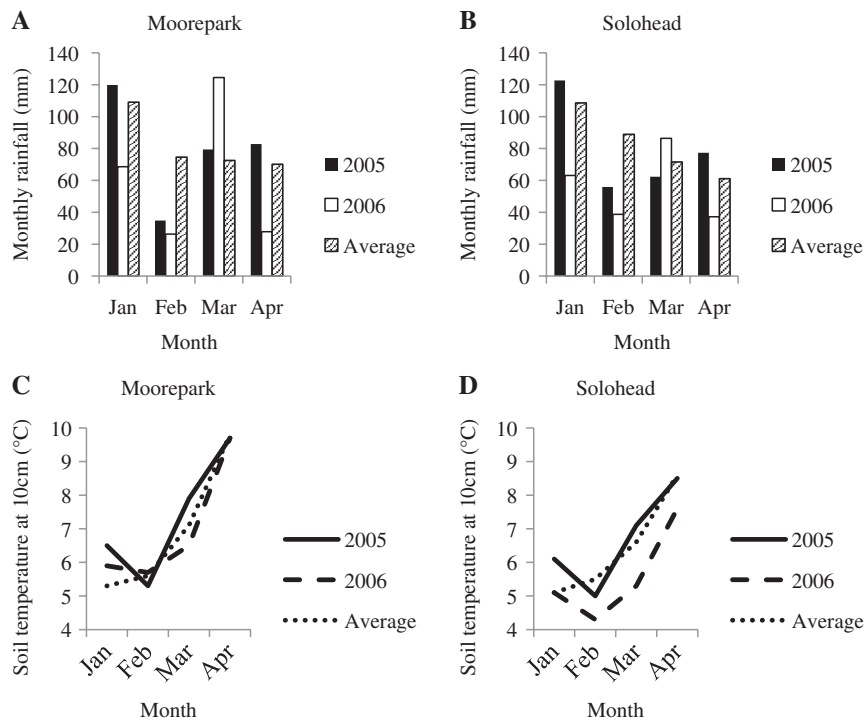 A
Moorepark
Monthly rainfall (mm)
140
120
100
80
60
40
20
0
Jan Feb Mar Apr
Month
2005
2006
Average
B
Solohead
Monthly rainfall (mm)
140
120
100
80
60
40
20
0
Jan Feb Mar Apr
Month
2005
2006
Average
C
Moorepark
Soil temperature at 10cm (°C)
10
9
8
7
6
5
4
Jan Feb Mar Apr
Month
2005
2006
Average
D
Solohead
Soil temperature at 10cm (°C)
10
9
8
7
6
5
4
Jan Feb Mar Apr
Month
2005
2006
Average